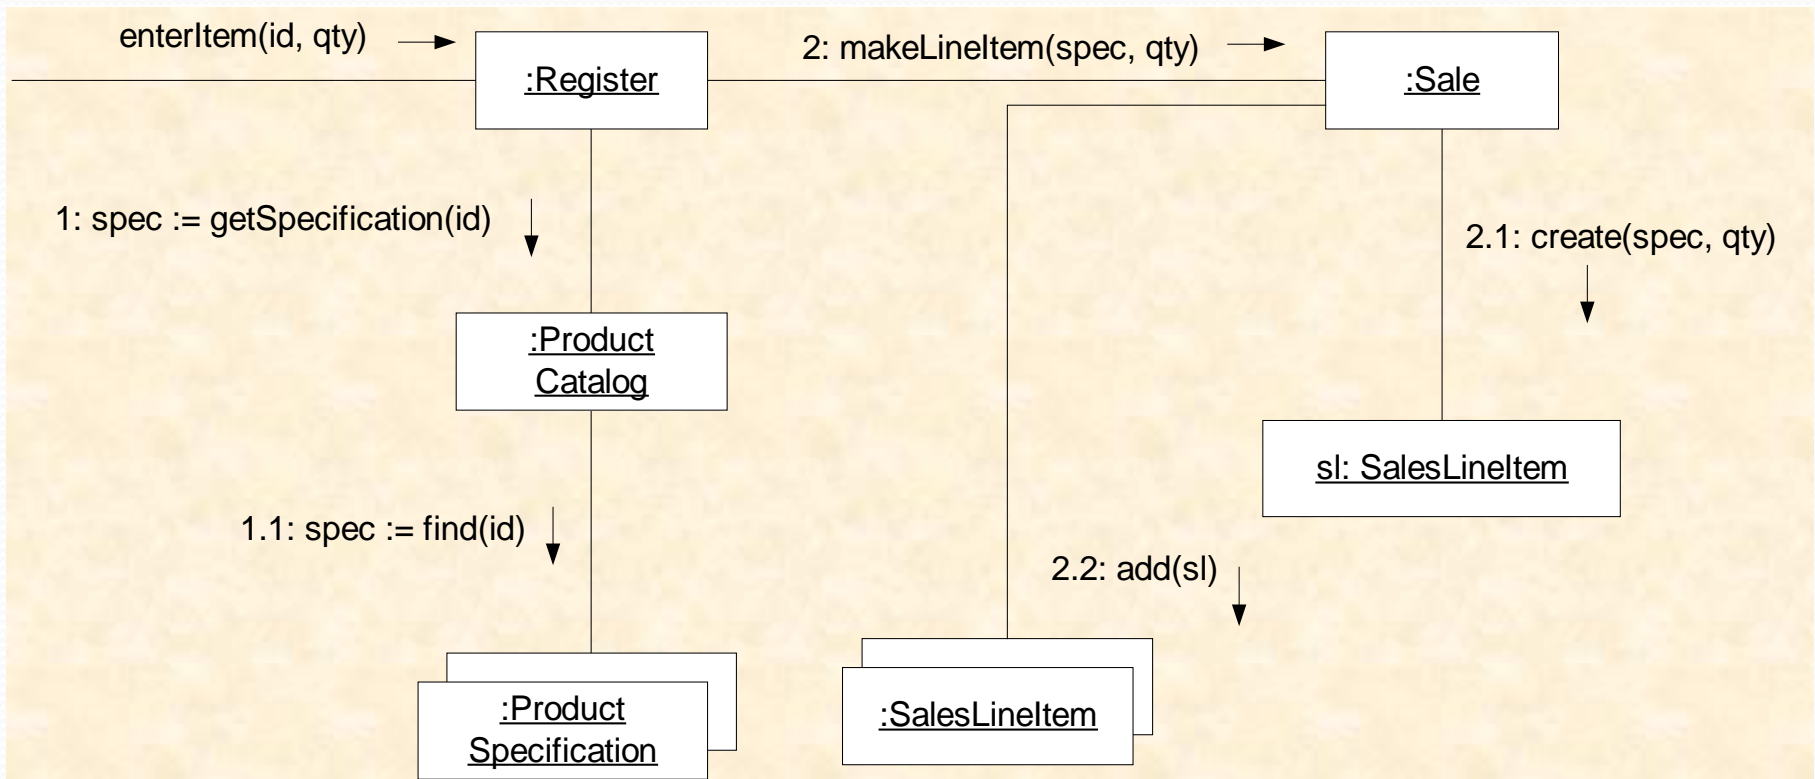 enterItem(id, qty)
:Register
2: makeLineItem(spec, qty)
:Sale
1: spec := getSpecification(id)
2.1: create(spec, qty)
:Product
Catalog
sl: SalesLineItem
1.1: spec := find(id)
2.2: add(sl)
:Product
Specification
:SalesLineItem